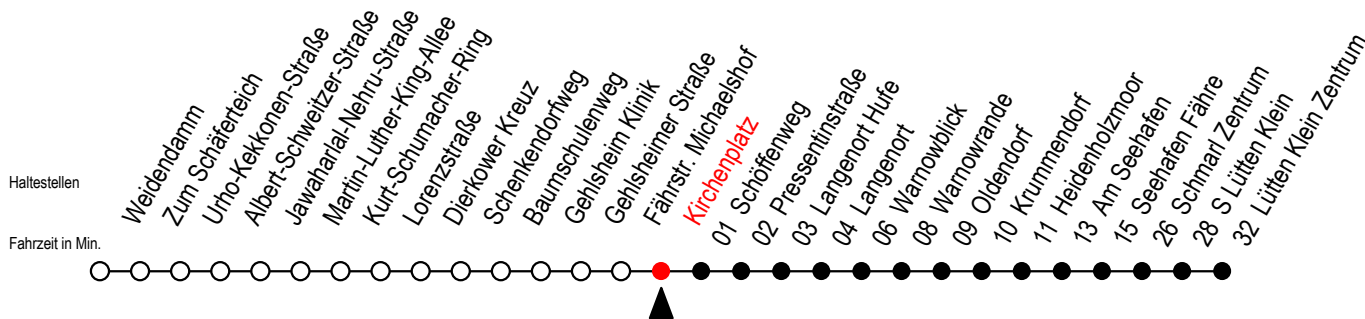 Haltestellen
Fahrzeit in Min.
Weidendamm
Zum Schäferteich
Urho-Kekkonen-Straße
Albert-Schweitzer-Straße
Jawaharlal-Nehru-Straße
Martin-Luther-King-Allee
Kurt-Schumacher-Ring
Lorenzstraße
Dierkower Kreuz
Schenkendorfweg
Baumschulenweg
Gehlsheim Klinik
Gehlsheimer Straße
Fährstr. Michaelshof
Kirchenplatz
01 Schöffenweg
02 Pressentinstraße
03 Langenort Hufe
04 Langenort
06 Warnowblick
08 Warnowrande
09 Oldendorf
10 Krummendorf
11 Heidenholzmoor
13 Am Seehafen
15 Seehafen Fähre
26 Schmarl Zentrum
28 S Lütten Klein
32 Lütten Klein Zentrum